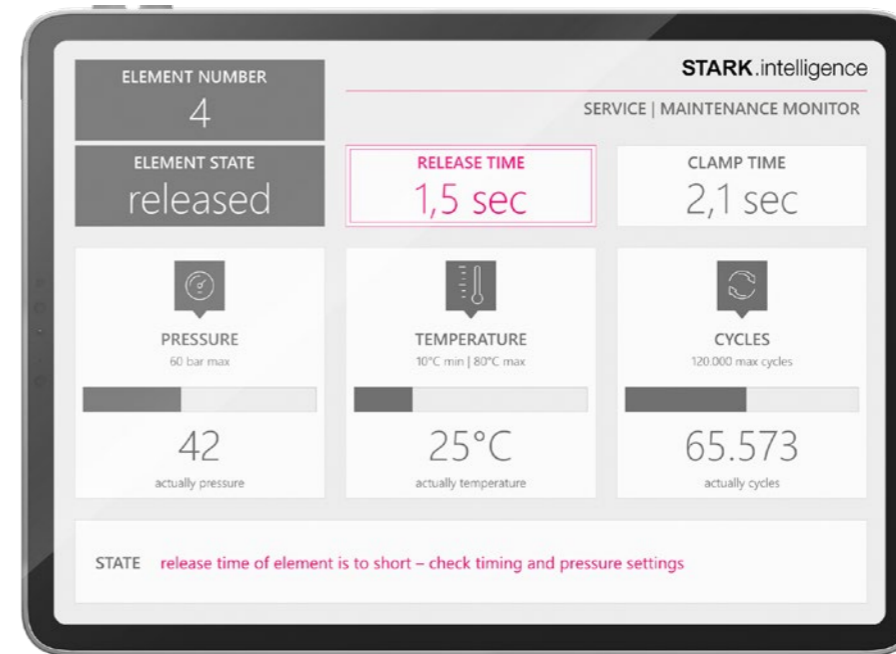 ELEMENT NUMBER
4
STARK.intelligence
SERVICE | MAINTENANCE MONITOR
ELEMENT STATE
released
RELEASE TIME
1,5 sec
CLAMP TIME
2,1 sec
PRESSURE
60 bar max
42
actually pressure
TEMPERATURE
10°C min | 80°C max
25°C
actually temperature
CYCLES
120.000 max cycles
65.573
actually cycles
STATE release time of element is to short – check timing and pressure settings